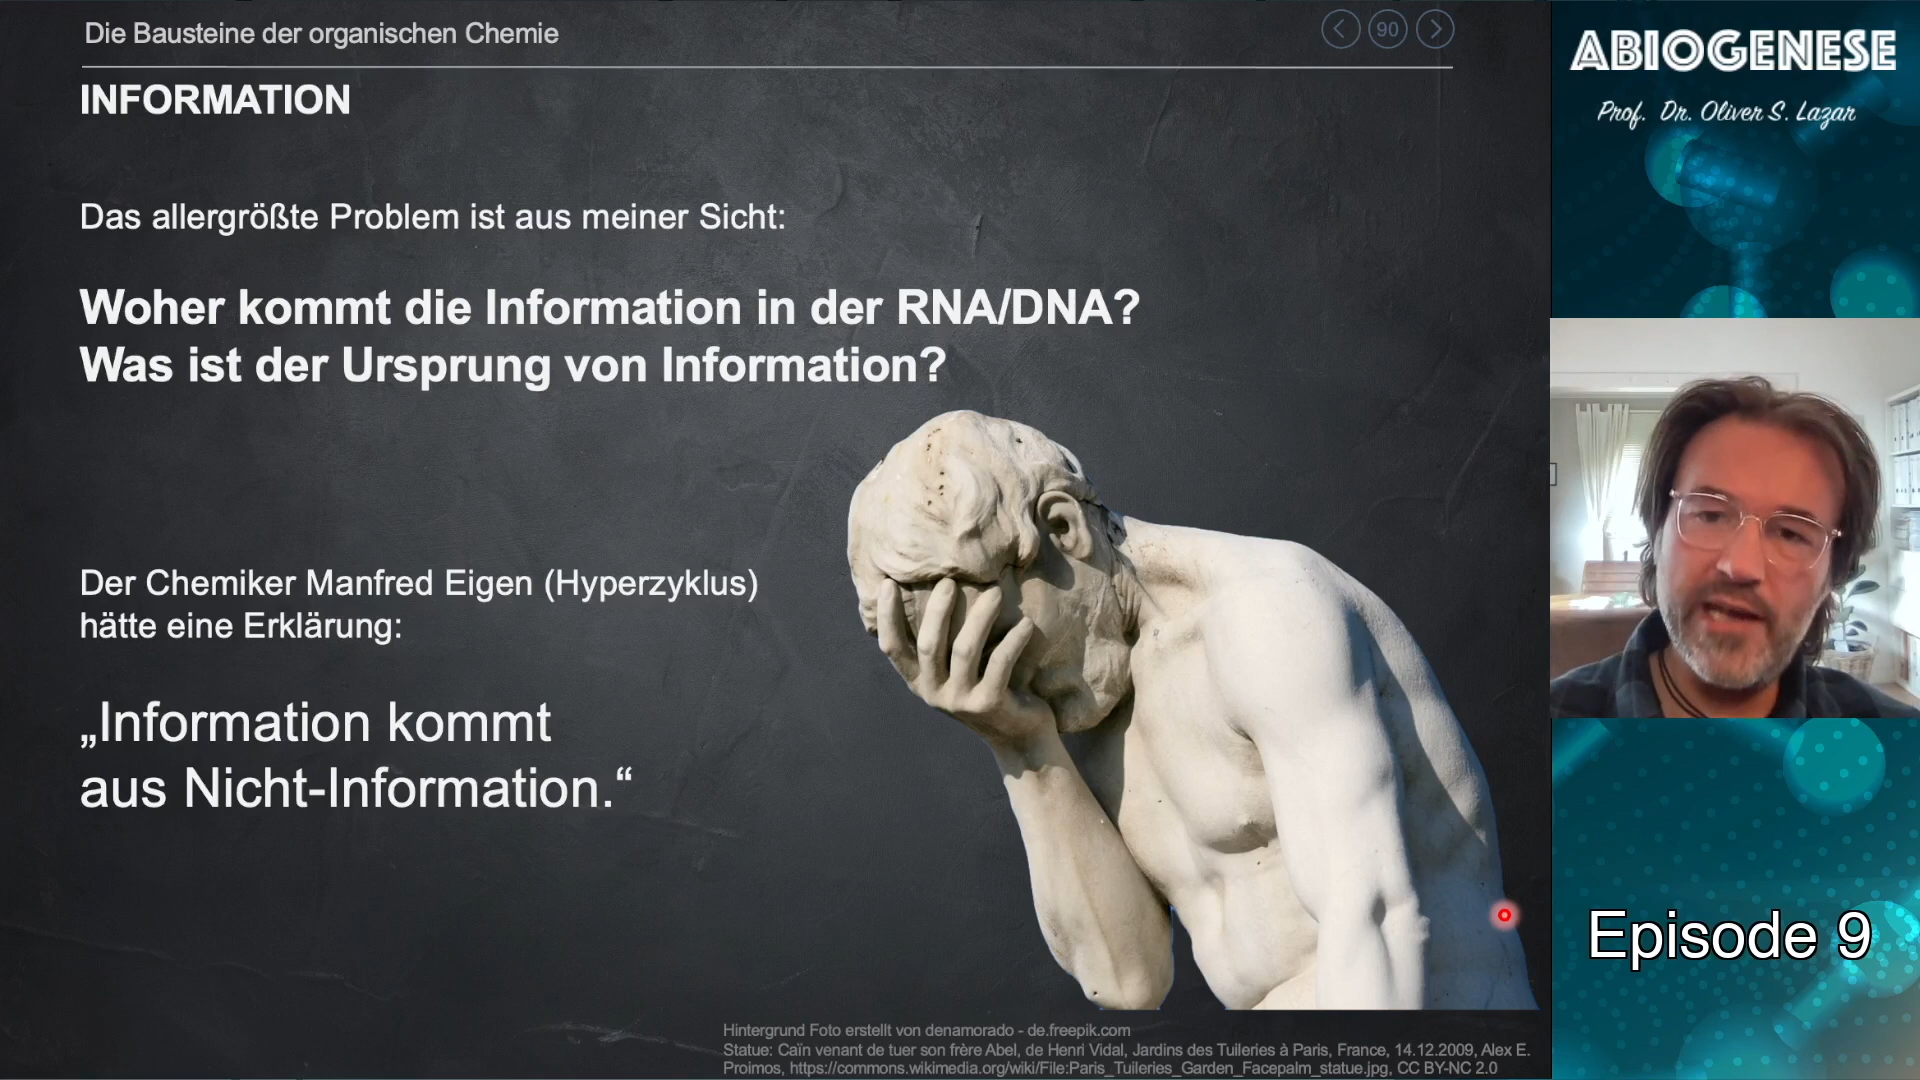 Die Bausteine der organischen Chemie
90
INFORMATION
Das allergrößte Problem ist aus meiner Sicht:
Woher kommt die Information in der RNA/DNA?
Was ist der Ursprung von Information?
Der Chemiker Manfred Eigen (Hyperzyklus)
hätte eine Erklärung:
„Information kommt
aus Nicht-Information.“
Hintergrund Foto erstellt von denamorado - de.freepik.com
Statue: Caïn venant de tuer son frère Abel, de Henri Vidal, Jardins des Tuileries à Paris, France, 14.12.2009, Alex E.
Proimos, https://commons.wikimedia.org/wiki/File:Paris_Tuileries_Garden_Facepalm_statue.jpg, CC BY-NC 2.0
ABIOGENESE
Prof. Dr. Oliver S. Lazar
Episode 9